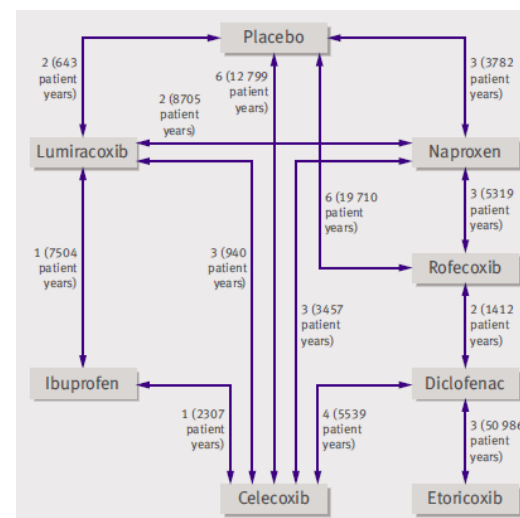 Placebo
2 (643
patient
years)
6 (12 799
patient
years)
3 (3782
patient
years)
2 (8705
patient
years)
Lumiracoxib
Naproxen
6 (19 710
patient
years)
3 (5319
patient
years)
1 (7504
patient
years)
3 (940
patient
years)
Rofecoxib
3 (3457
patient
years)
2 (1412
patient
years)
Ibuprofen
Diclofenac
1 (2307
patient
years)
4 (5539
patient
years)
3 (50 986
patient
years)
Celecoxib
Etoricoxib